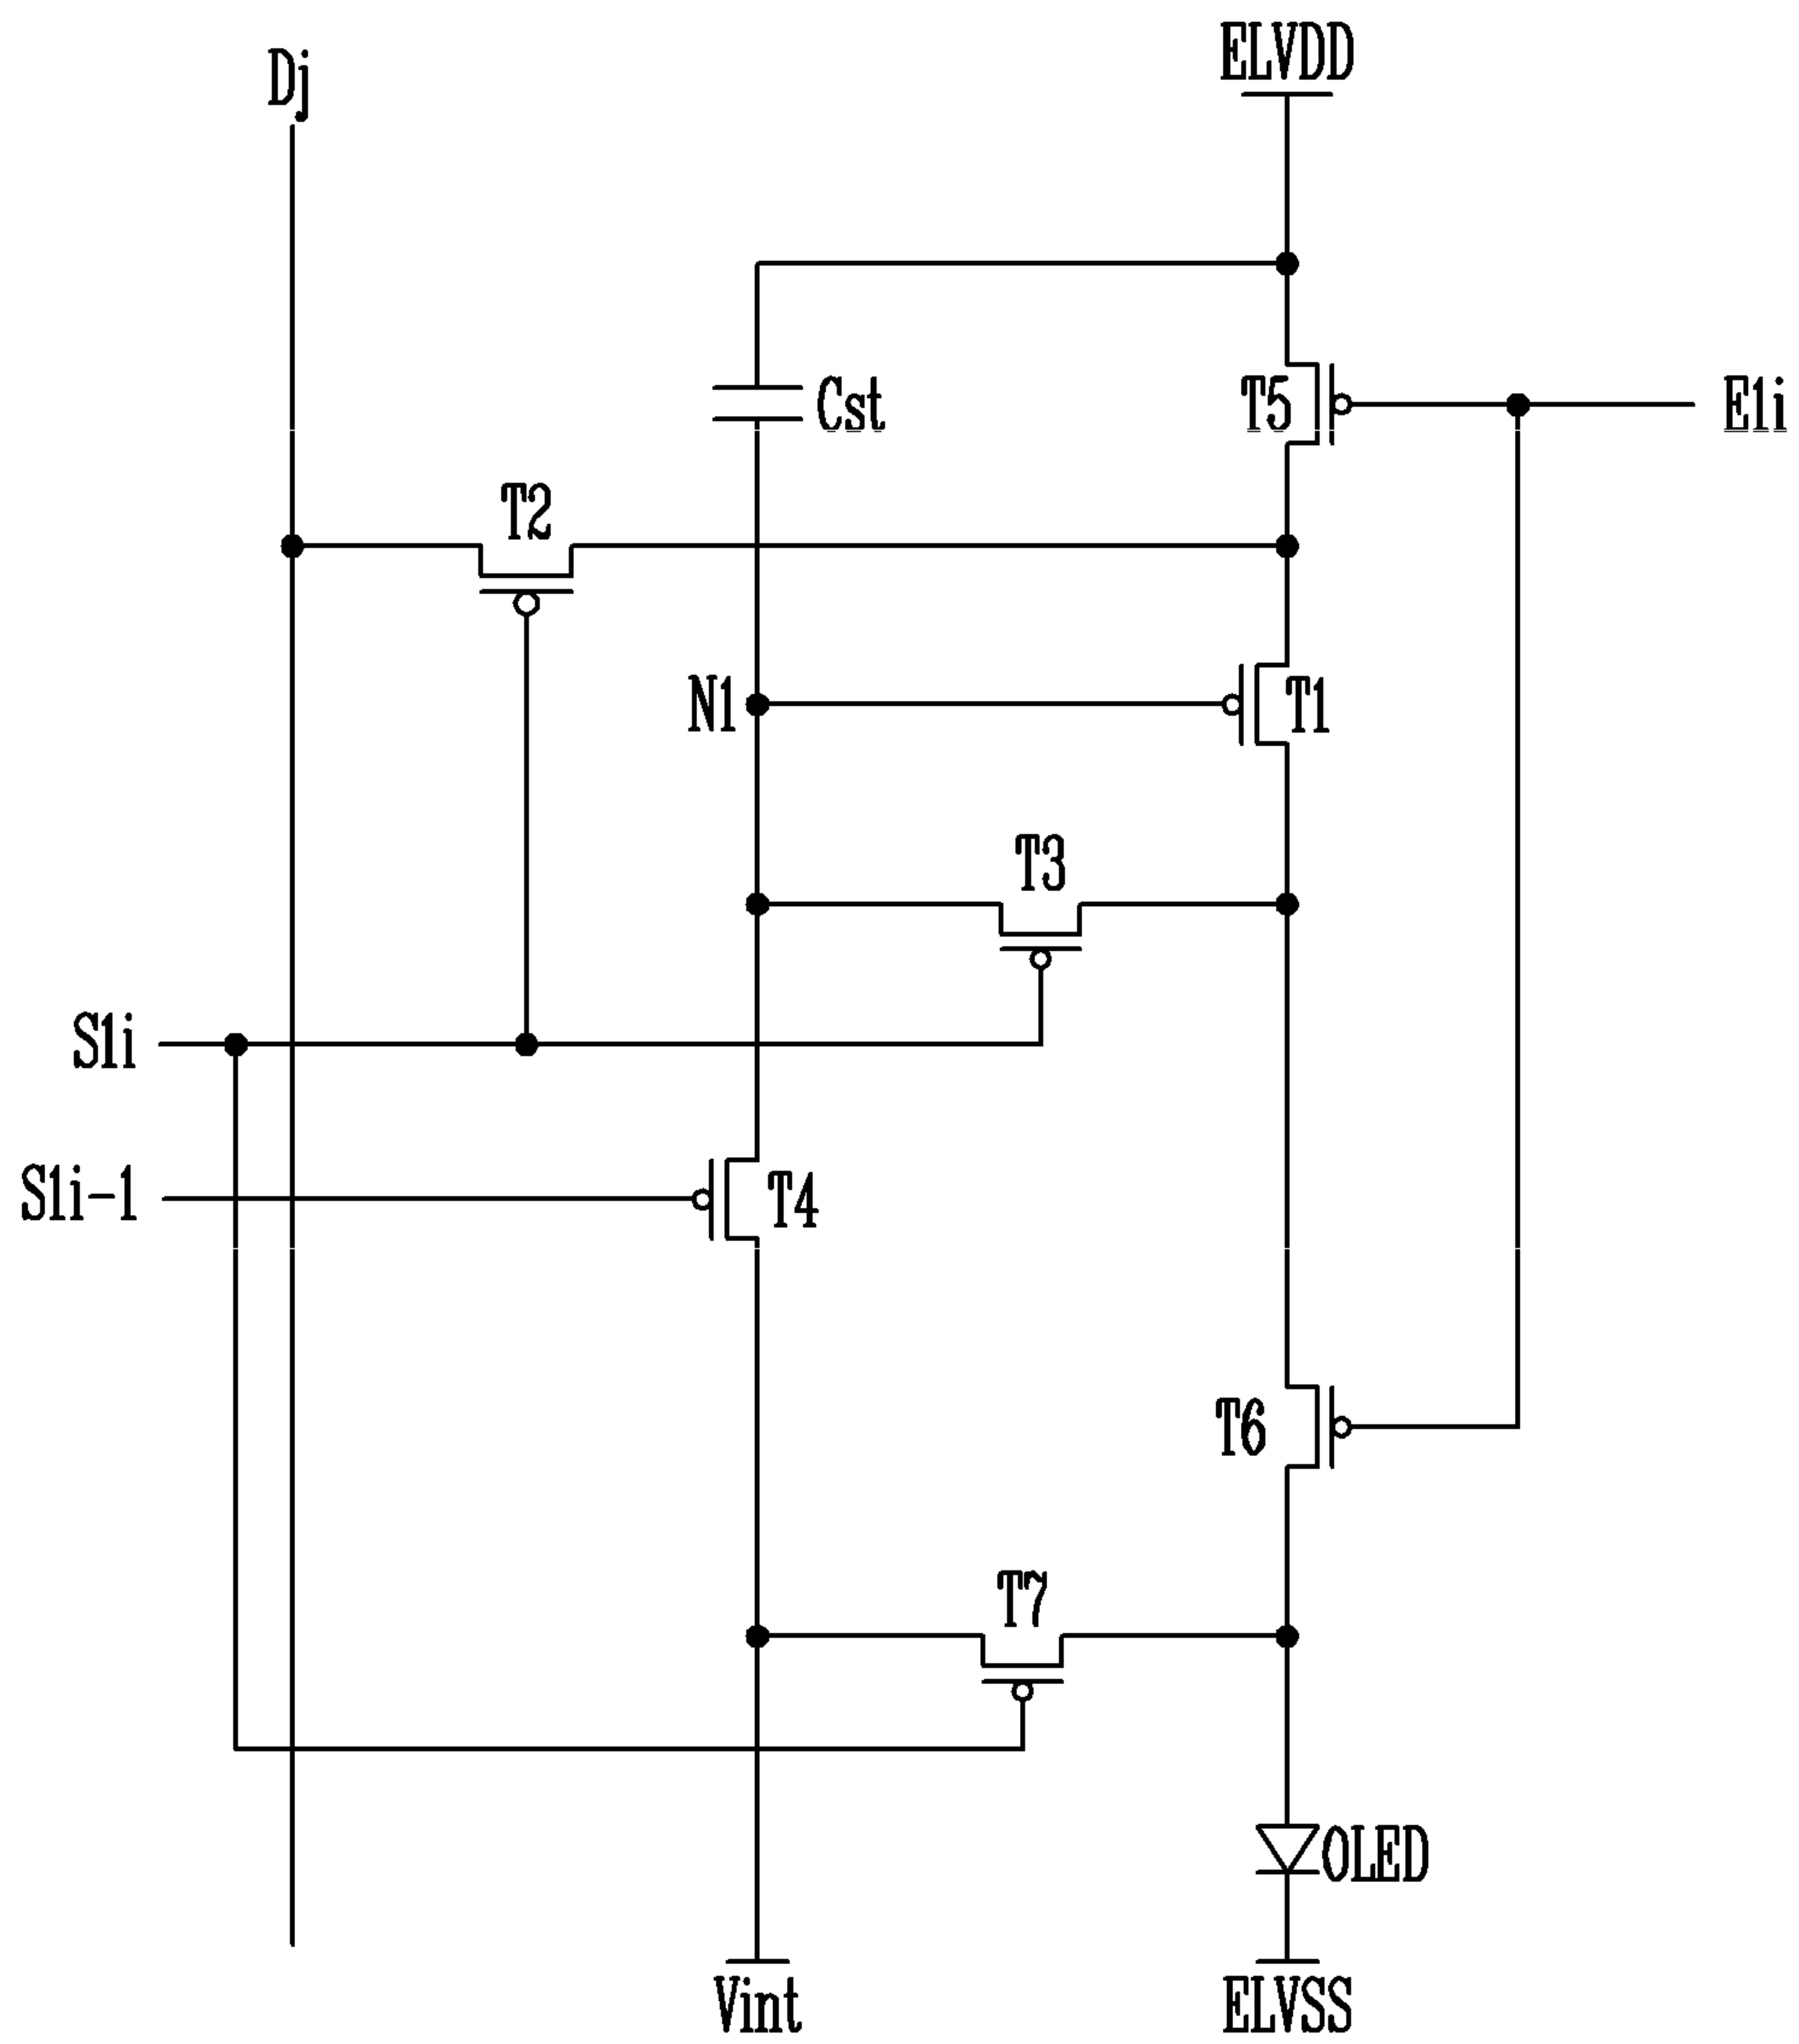 ELVDD
Dj
Cst
T5
E1i
T2
N1
T1
T3
S1i
S1i-1
T4
T6
T7
OLED
Vint
ELVSS